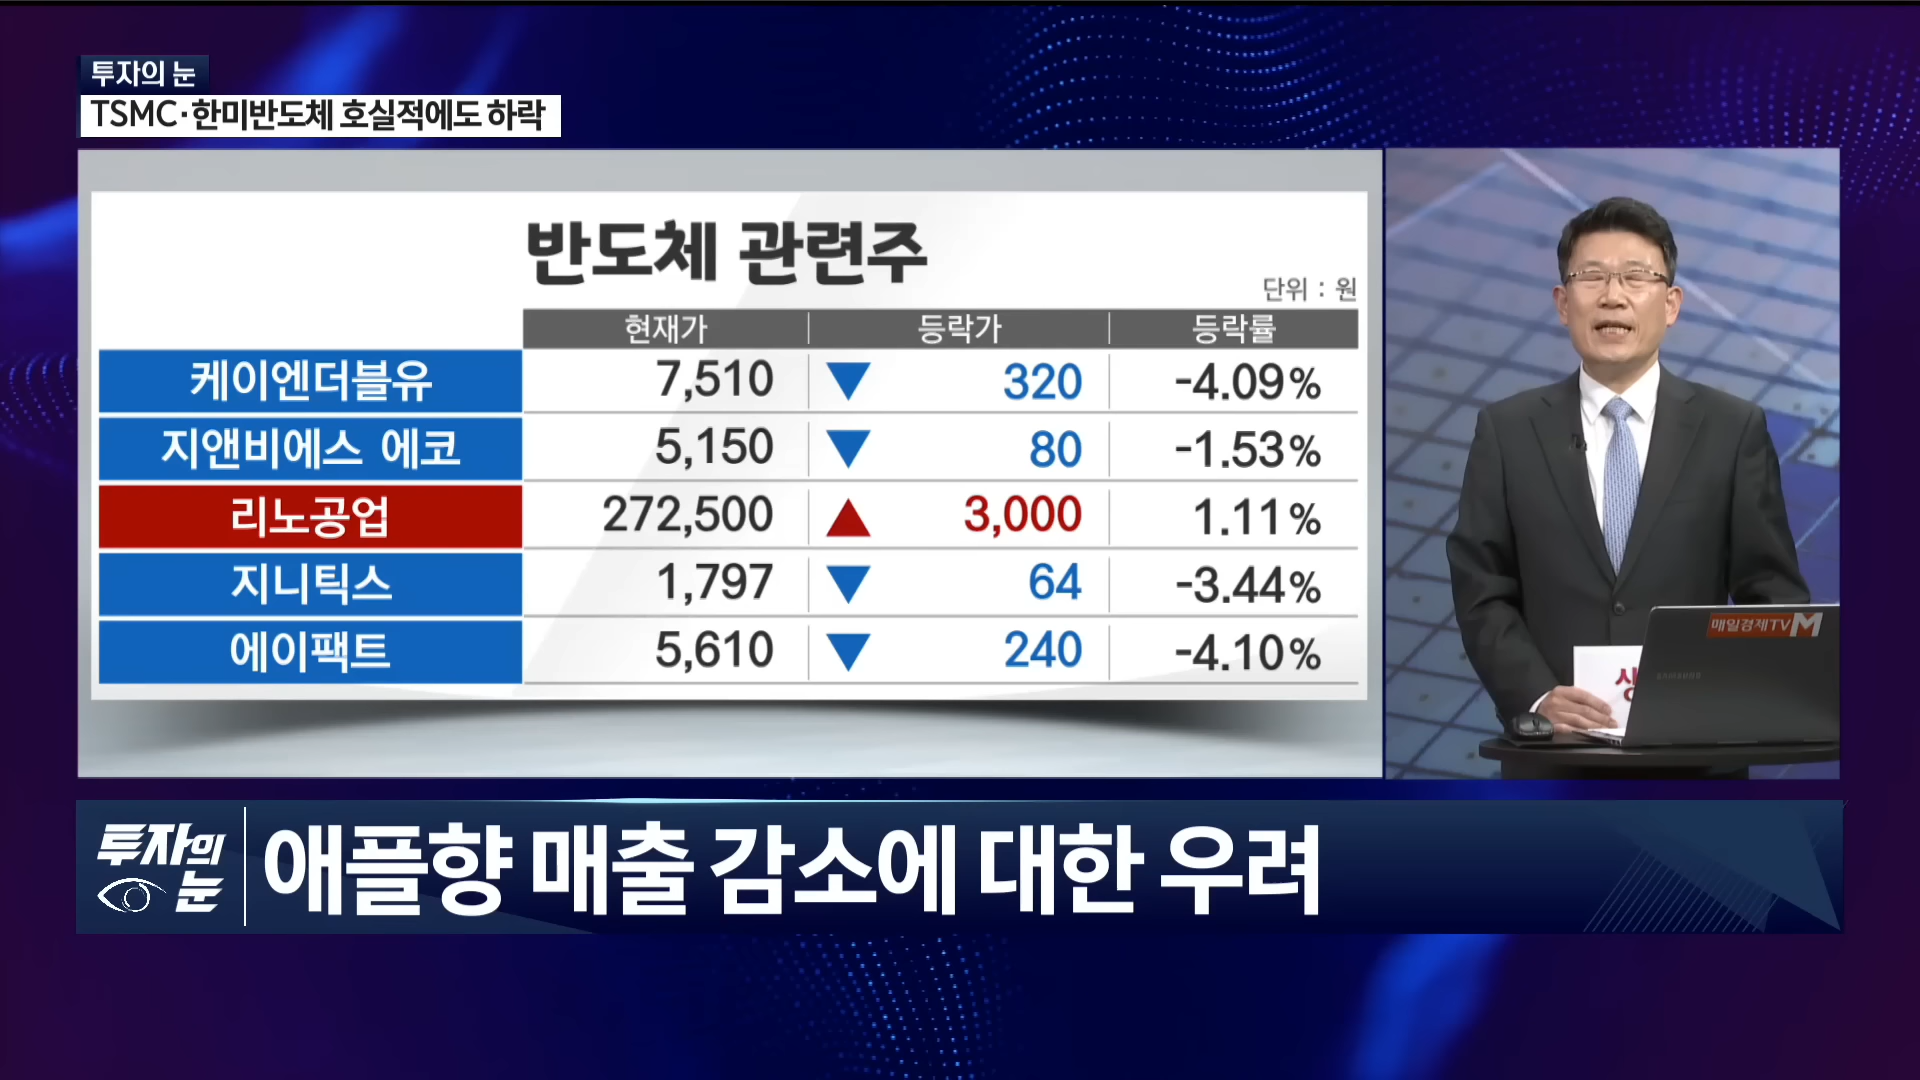 투자의 눈
TSMC·한미반도체 호실적에도 하락
반도체 관련주
단위 : 원
현재가 등락가 등락률
케이엔더블유 7,510 ▼ 320 -4.09%
지앤비에스 에코 5,150 ▼ 80 -1.53%
리노공업 272,500 ▲ 3,000 1.11%
지니틱스 1,797 ▼ 64 -3.44%
에이팩트 5,610 ▼ 240 -4.10%
매일경제TV M
SAMSUNG
투자의
눈
애플향 매출 감소에 대한 우려